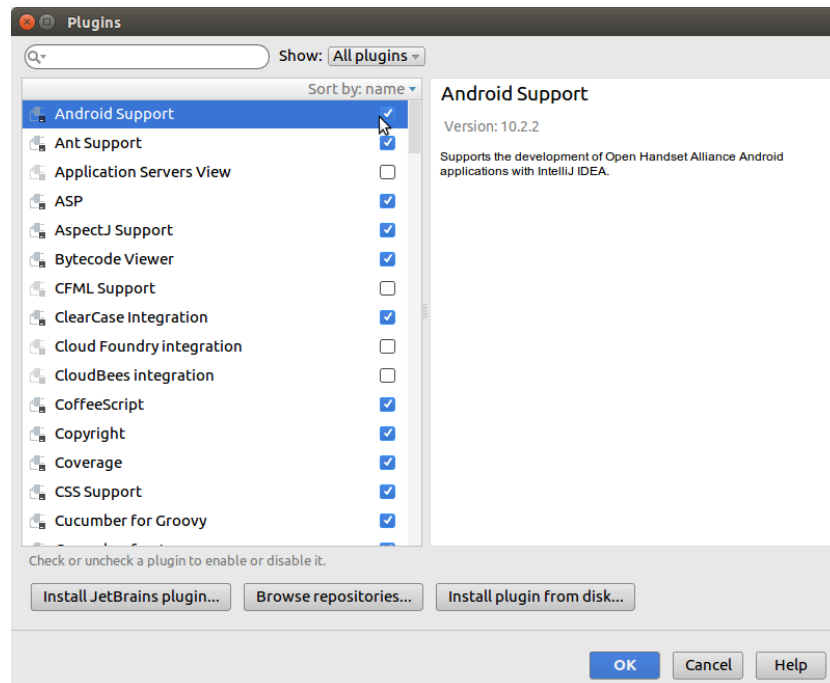 Plugins
Show: All plugins
Sort by: name
Android Support
Ant Support
Application Servers View
ASP
AspectJ Support
Bytecode Viewer
CFML Support
ClearCase Integration
Cloud Foundry integration
CloudBees integration
CoffeeScript
Copyright
Coverage
CSS Support
Cucumber for Groovy
Android Support
Version: 10.2.2
Supports the development of Open Handset Alliance Android
applications with IntelliJ IDEA.
Check or uncheck a plugin to enable or disable it.
Install JetBrains plugin... Browse repositories... Install plugin from disk...
OK Cancel Help